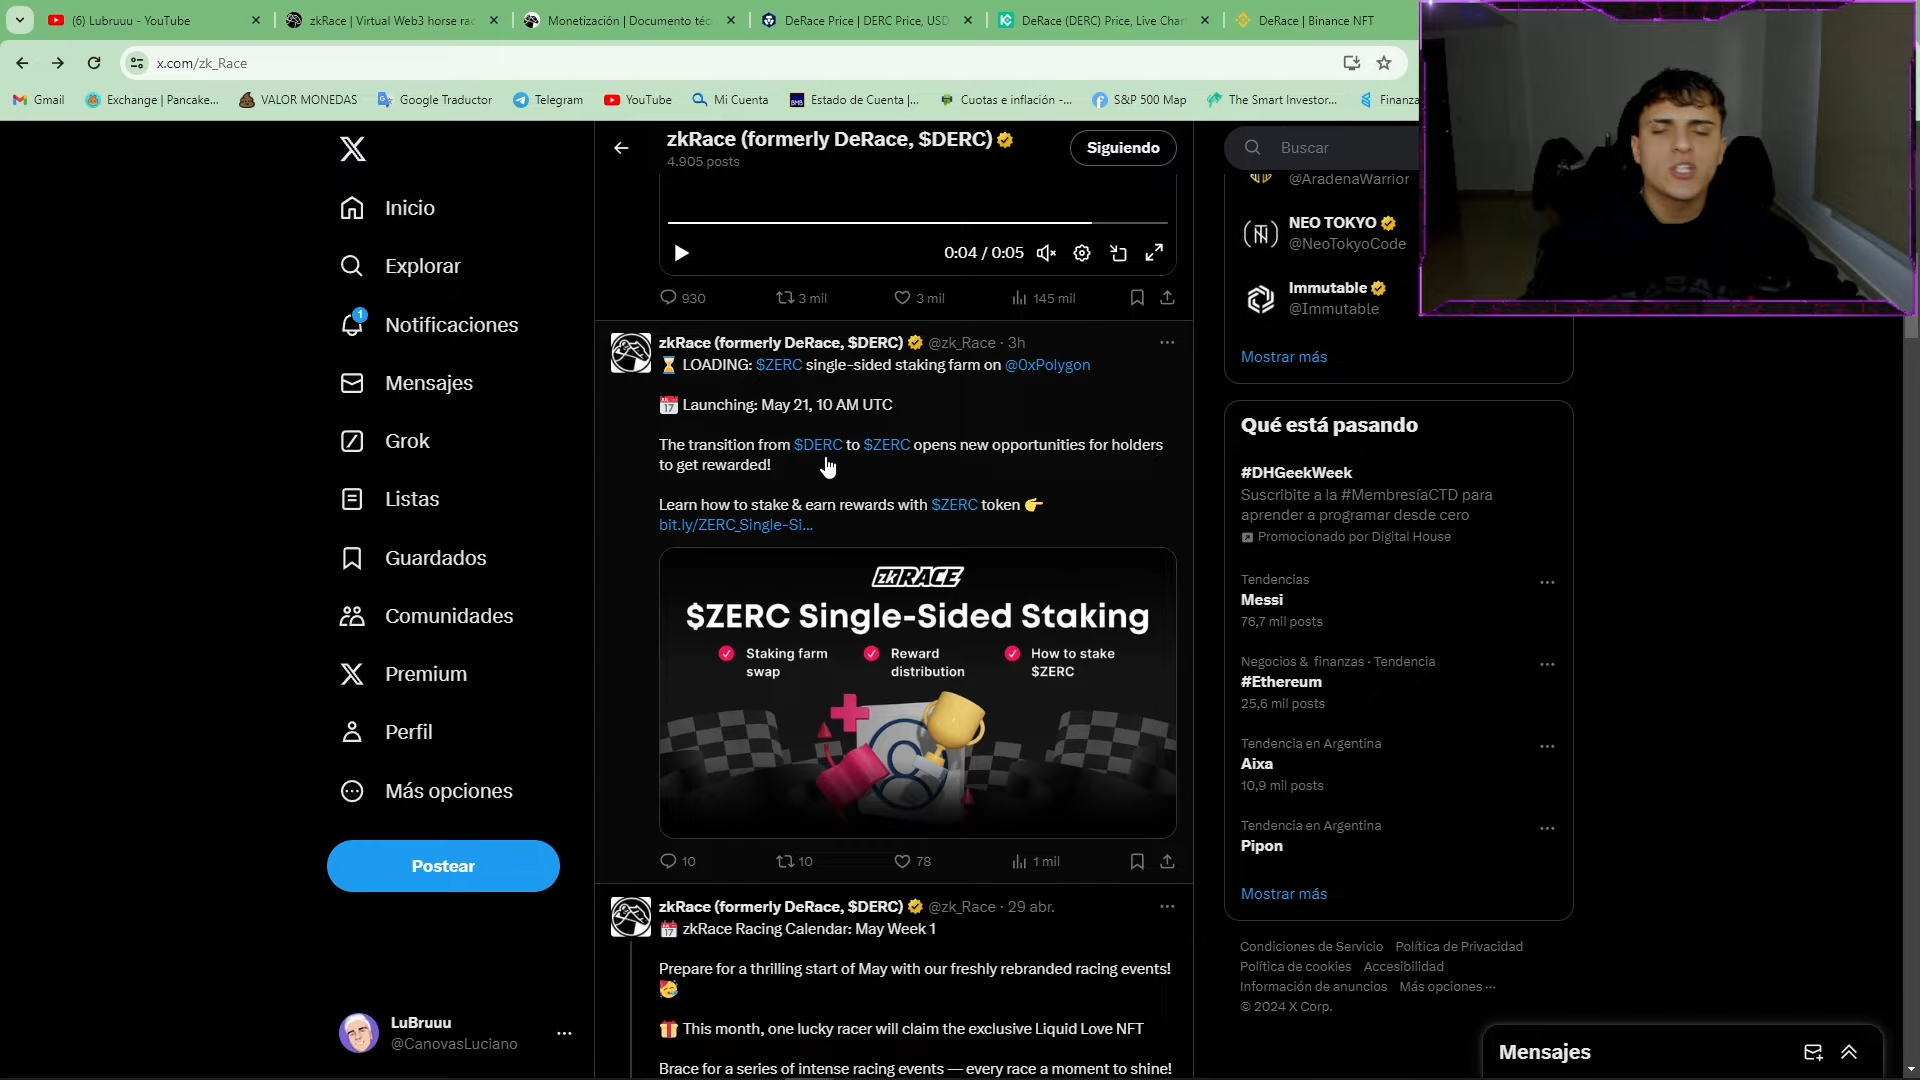 (6) Lubruuu - YouTube
zkRace | Virtual Web3 horse rac
Monetización | Documento téc
DeRace Price | DERC Price, USD
DeRace (DERC) Price, Live Chart
DeRace | Binance NFT
x.com/zk_Race
Gmail
Exchange | Pancake...
VALOR MONEDAS
Google Traductor
Telegram
YouTube
Mi Cuenta
Estado de Cuenta |...
Cuotas e inflación -...
S&P 500 Map
The Smart Investor...
Finanza
Inicio
Explorar
1
Notificaciones
Mensajes
Grok
Listas
Guardados
Comunidades
Premium
Perfil
Más opciones
Postear
LuBruuu
@CanovasLuciano
zkRace (formerly DeRace, $DERC)
4.905 posts
Siguiendo
0:04 / 0:05
930
3 mil
3 mil
145 mil
zkRace (formerly DeRace, $DERC) @zk_Race · 3h
⌛ LOADING: $ZERC single-sided staking farm on @0xPolygon
📅 Launching: May 21, 10 AM UTC
The transition from $DERC to $ZERC opens new opportunities for holders
to get rewarded!
Learn how to stake & earn rewards with $ZERC token 👉
bit.ly/ZERC_Single-Si...
zkRACE
$ZERC Single-Sided Staking
Staking farm
swap
Reward
distribution
How to stake
$ZERC
10
10
78
1 mil
zkRace (formerly DeRace, $DERC) @zk_Race · 29 abr.
📅 zkRace Racing Calendar: May Week 1
Prepare for a thrilling start of May with our freshly rebranded racing events!
🥳
🎁 This month, one lucky racer will claim the exclusive Liquid Love NFT
Brace for a series of intense racing events — every race a moment to shine!
Buscar
@AradenaWarrior
NEO TOKYO
@NeoTokyoCode
Immutable
@Immutable
Mostrar más
Qué está pasando
#DHGeekWeek
Suscribite a la #MembresíaCTD para
aprender a programar desde cero
Promocionado por Digital House
Tendencias
Messi
76,7 mil posts
Negocios & finanzas · Tendencia
#Ethereum
25,6 mil posts
Tendencia en Argentina
Aixa
10,9 mil posts
Tendencia en Argentina
Pipon
Mostrar más
Condiciones de Servicio Política de Privacidad
Política de cookies Accesibilidad
Información de anuncios Más opciones ···
© 2024 X Corp.
Mensajes